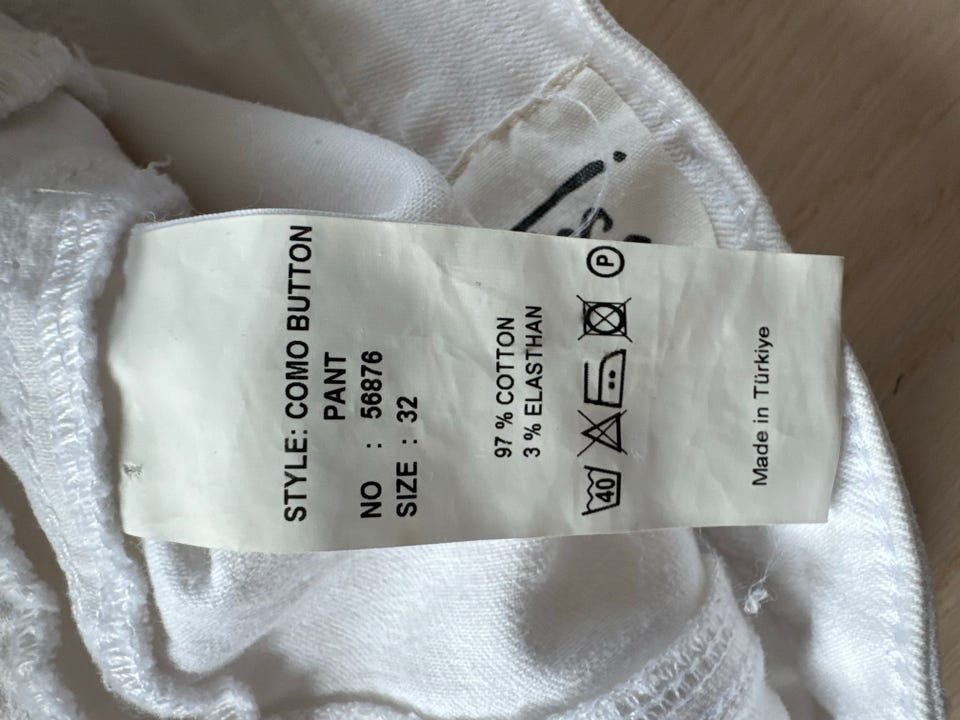 STYLE: COMO BUTTON
PANT
NO : 56876
SIZE : 32
97 % COTTON
3 % ELASTHAN
40
P
Made in Türkiye